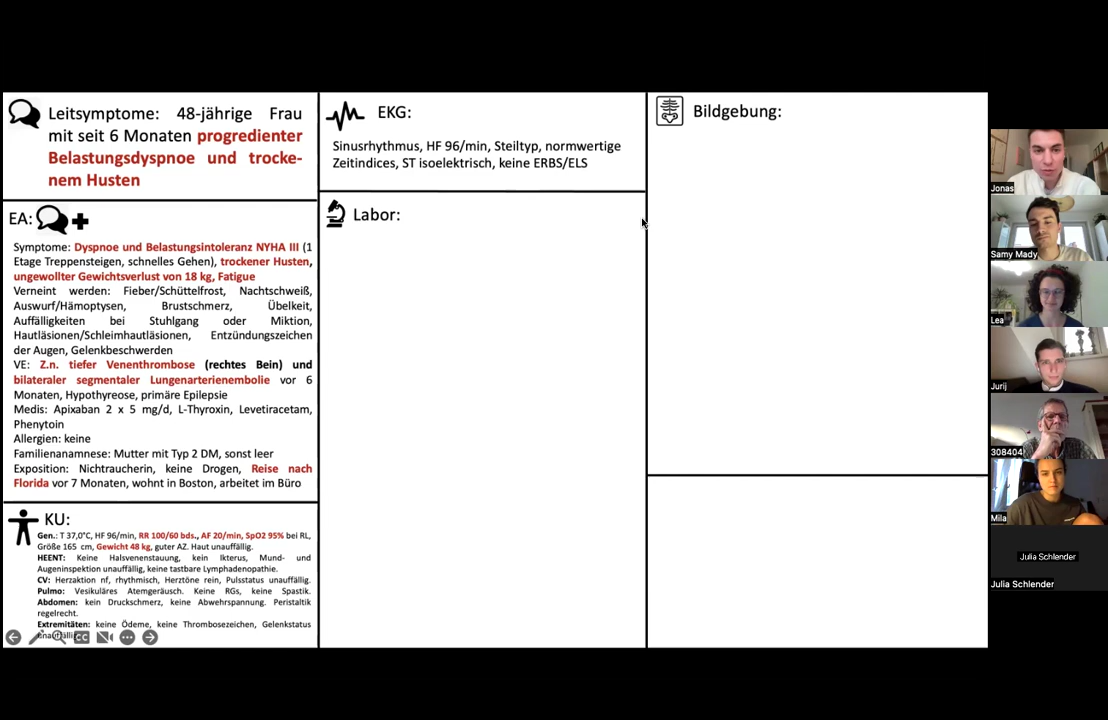 Leitsymptome: 48-jährige Frau
mit seit 6 Monaten progredienter
Belastungsdyspnoe und trocke-
nem Husten
EA:
Symptome: Dyspnoe und Belastungsintoleranz NYHA III (1
Etage Treppensteigen, schnelles Gehen), trockener Husten,
ungewollter Gewichtsverlust von 18 kg, Fatigue
Verneint werden: Fieber/Schüttelfrost, Nachtschweiß,
Auswurf/Hämoptysen, Brustschmerz, Übelkeit,
Auffälligkeiten bei Stuhlgang oder Miktion,
Hautläsionen/Schleimhautläsionen, Entzündungszeichen
der Augen, Gelenkbeschwerden
VE: Z.n. tiefer Venenthrombose (rechtes Bein) und
bilateraler segmentaler Lungenarterienembolie vor 6
Monaten, Hypothyreose, primäre Epilepsie
Medis: Apixaban 2 x 5 mg/d, L-Thyroxin, Levetiracetam,
Phenytoin
Allergien: keine
Familienanamnese: Mutter mit Typ 2 DM, sonst leer
Exposition: Nichtraucherin, keine Drogen, Reise nach
Florida vor 7 Monaten, wohnt in Boston, arbeitet im Büro
KU:
Gen.: T 37,0°C, HF 96/min, RR 100/60 bds., AF 20/min, SpO2 95% bei RL,
Größe 165 cm, Gewicht 48 kg, guter AZ. Haut unauffällig.
HEENT: Keine Halsvenenstauung, kein Ikterus, Mund- und
Augeninspektion unauffällig, keine tastbare Lymphadenopathie.
CV: Herzaktion nf, rhythmisch, Herztöne rein, Pulsstatus unauffällig.
Pulmo: Vesikuläres Atemgeräusch. Keine RGs, keine Spastik.
Abdomen: kein Druckschmerz, keine Abwehrspannung. Peristaltik
regelrecht.
Extremitäten: keine Ödeme, keine Thrombosezeichen, Gelenkstatus
CC
EKG:
Sinusrhythmus, HF 96/min, Steiltyp, normwertige
Zeitindices, ST isoelektrisch, keine ERBS/ELS
Labor:
Bildgebung:
Jonas
Samy Mady
Lea
Jurij
308404
Mila
Julia Schlender
Julia Schlender